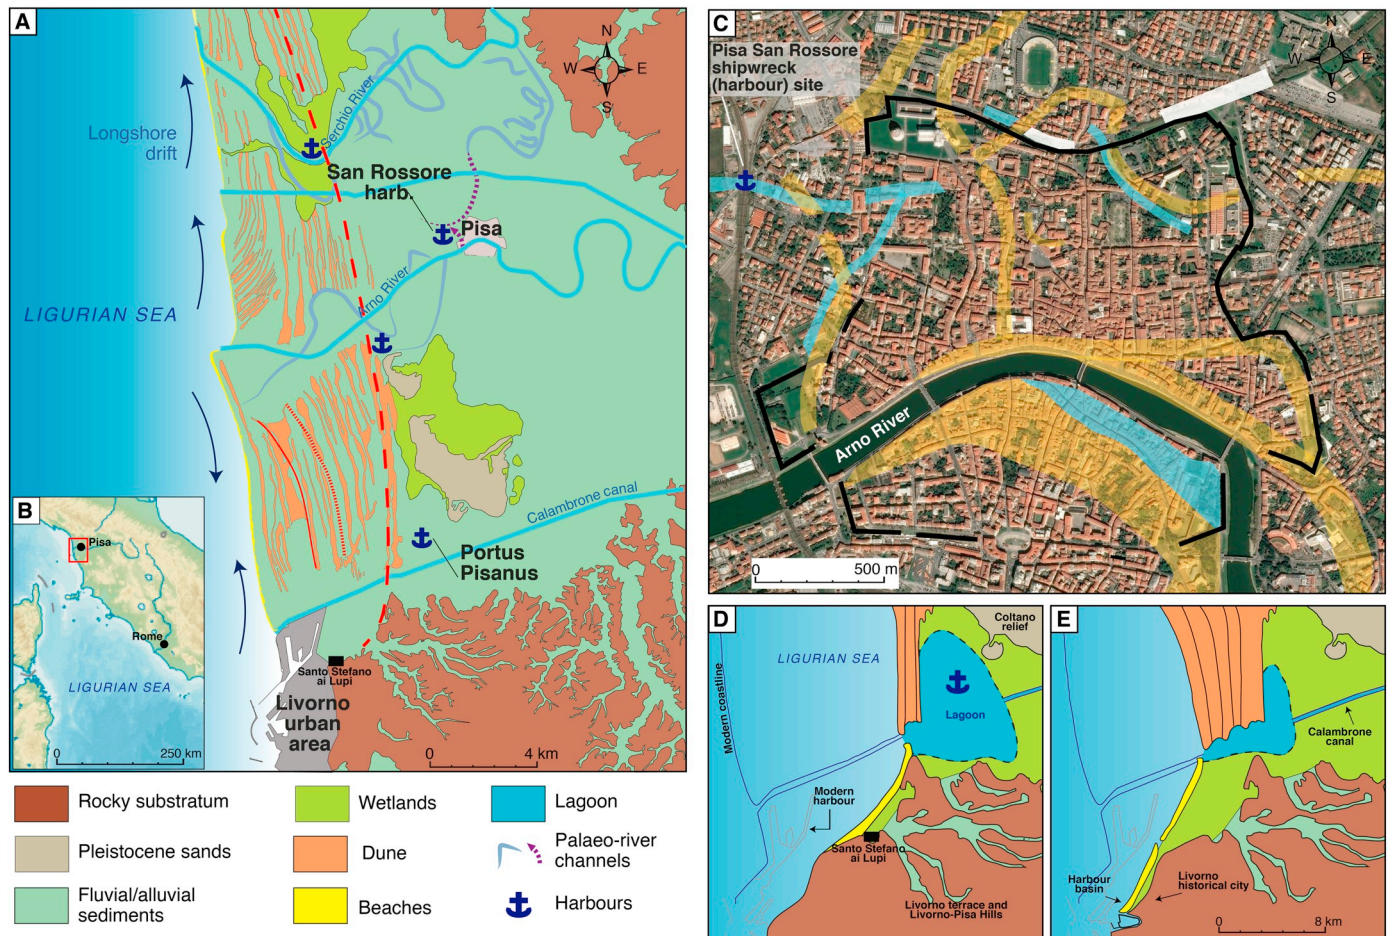 A
N
W
E
S
Longshore
drift
Serchio River
San Rossore
harb.
Pisa
Arno River
LIGURIAN SEA
Calambrone canal
Portus
Pisanus
Santo Stefano
ai Lupi
Livorno
urban
area
0
4 km
B
Pisa
Rome
LIGURIAN SEA
0
250 km
C
Pisa San Rossore
shipwreck
(harbour) site
N
W
E
S
Arno River
0
500 m
D
LIGURIAN SEA
Modern coastline
Coltano
relief
Lagoon
Modern
harbour
Santo Stefano
ai Lupi
Livorno terrace and
Livorno-Pisa Hills
E
Calambrone
canal
Harbour
basin
Livorno
historical city
0
8 km
Rocky substratum
Wetlands
Lagoon
Pleistocene sands
Dune
Palaeo-river
channels
Fluvial/alluvial
sediments
Beaches
Harbours